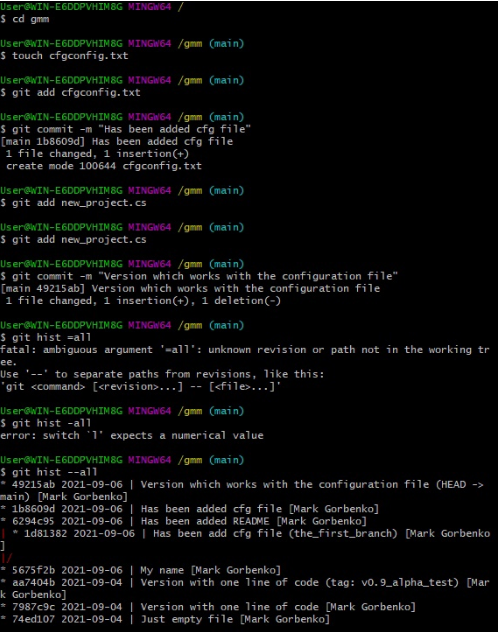 User@WIN-E6DDPVHIM8G MINGW64 /
$ cd gmm
User@WIN-E6DDPVHIM8G MINGW64 /gmm (main)
$ touch cfgconfig.txt
User@WIN-E6DDPVHIM8G MINGW64 /gmm (main)
$ git add cfgconfig.txt
User@WIN-E6DDPVHIM8G MINGW64 /gmm (main)
$ git commit -m "Has been added cfg file"
[main 1b8609d] Has been added cfg file
1 file changed, 1 insertion(+)
create mode 100644 cfgconfig.txt
User@WIN-E6DDPVHIM8G MINGW64 /gmm (main)
$ git add new_project.cs
User@WIN-E6DDPVHIM8G MINGW64 /gmm (main)
$ git add new_project.cs
User@WIN-E6DDPVHIM8G MINGW64 /gmm (main)
$ git commit -m "Version which works with the configuration file"
[main 49215ab] Version which works with the configuration file
1 file changed, 1 insertion(+), 1 deletion(-)
User@WIN-E6DDPVHIM8G MINGW64 /gmm (main)
$ git hist =all
fatal: ambiguous argument '=all': unknown revision or path not in the working tr
ee.
Use '--' to separate paths from revisions, like this:
'git <command> [<revision>...] -- [<file>...]'
User@WIN-E6DDPVHIM8G MINGW64 /gmm (main)
$ git hist -all
error: switch `l' expects a numerical value
User@WIN-E6DDPVHIM8G MINGW64 /gmm (main)
$ git hist --all
* 49215ab 2021-09-06 | Version which works with the configuration file (HEAD ->
main) [Mark Gorbenko]
* 1b8609d 2021-09-06 | Has been added cfg file [Mark Gorbenko]
* 6294c95 2021-09-06 | Has been added README [Mark Gorbenko]
| * 1d81382 2021-09-06 | Has been add cfg file (the_first_branch) [Mark Gorbenko
]
|/
* 5675f2b 2021-09-06 | My name [Mark Gorbenko]
* aa7404b 2021-09-04 | Version with one line of code (tag: v0.9_alpha_test) [Mar
k Gorbenko]
* 7987c9c 2021-09-04 | Version with one line of code [Mark Gorbenko]
* 74ed107 2021-09-04 | Just empty file [Mark Gorbenko]